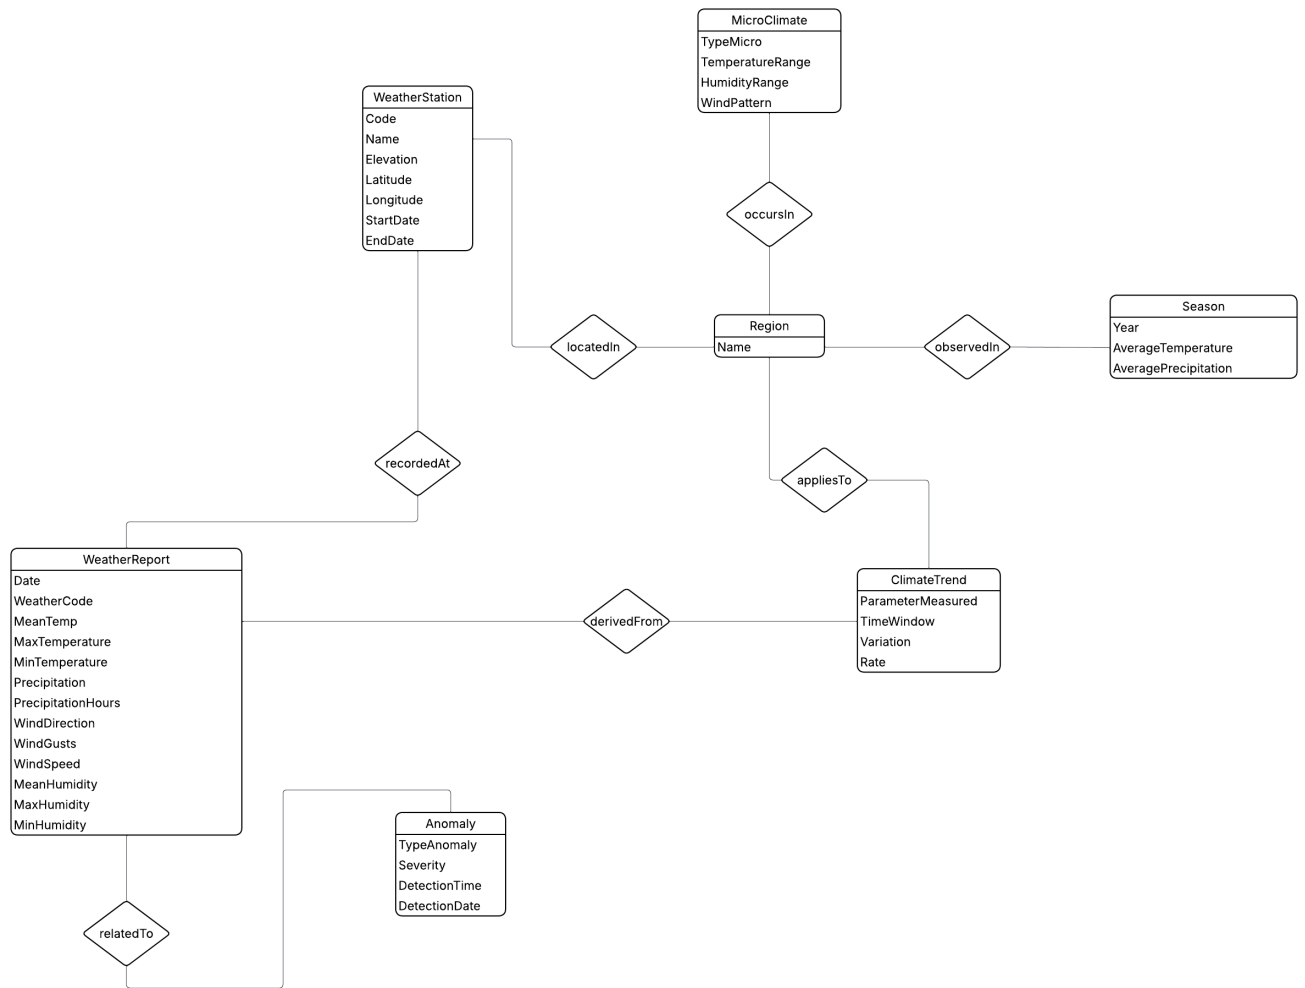 MicroClimate
TypeMicro
TemperatureRange
HumidityRange
WindPattern
WeatherStation
Code
Name
Elevation
Latitude
Longitude
StartDate
EndDate
occursIn
Region
Name
locatedIn
observedIn
Season
Year
AverageTemperature
AveragePrecipitation
recordedAt
appliesTo
WeatherReport
Date
WeatherCode
MeanTemp
MaxTemperature
MinTemperature
Precipitation
PrecipitationHours
WindDirection
WindGusts
WindSpeed
MeanHumidity
MaxHumidity
MinHumidity
derivedFrom
ClimateTrend
ParameterMeasured
TimeWindow
Variation
Rate
Anomaly
TypeAnomaly
Severity
DetectionTime
DetectionDate
relatedTo